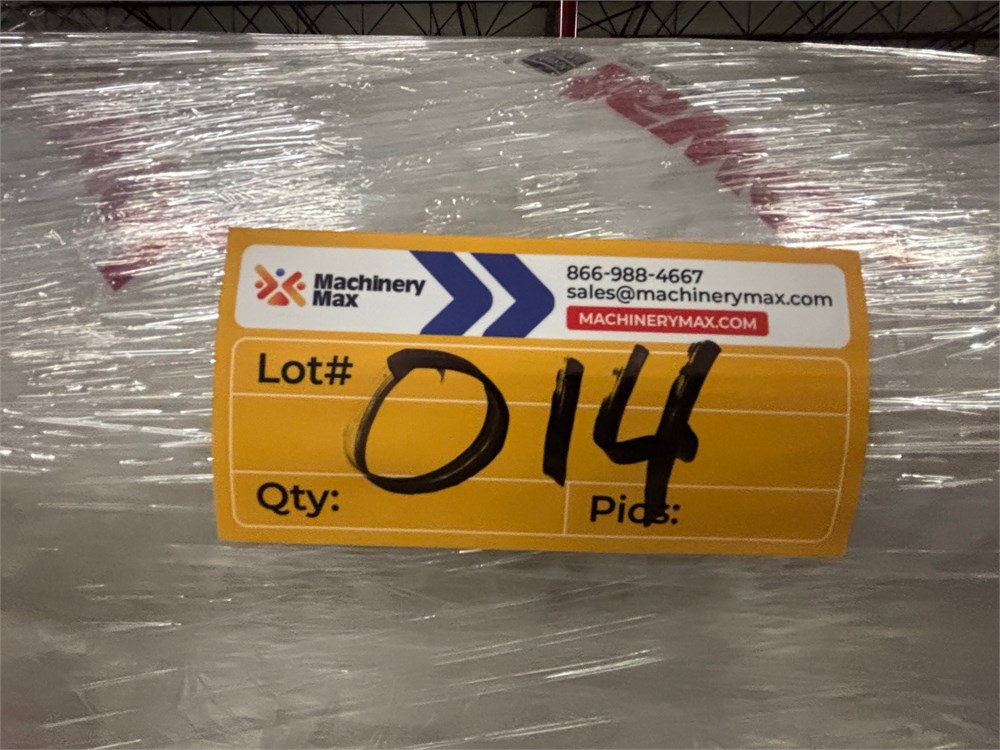 Machinery
Max
866-988-4667
sales@machinerymax.com
MACHINERYMAX.COM
Lot# 014
Qty:
Pics: